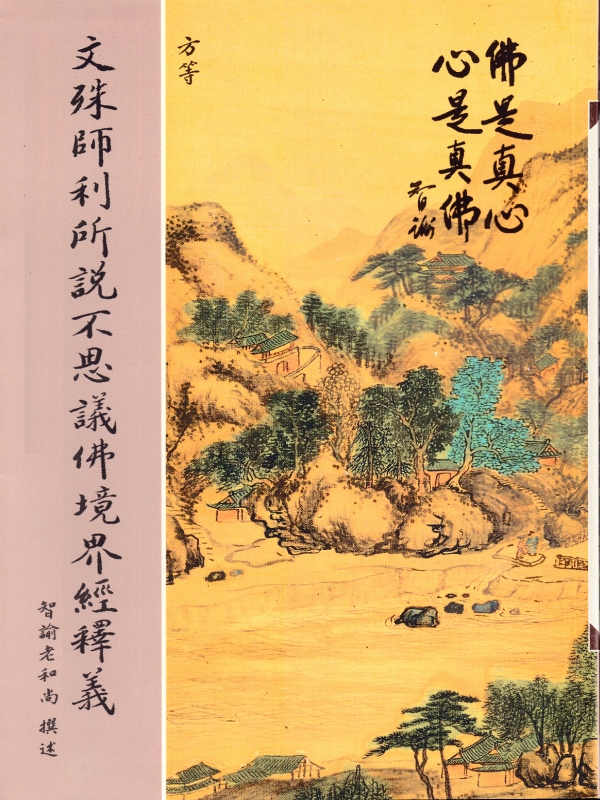 佛是真心
心是真佛
智諭
方等
文殊師利所說不思議佛境界經釋義
智諭老和尚 撰述